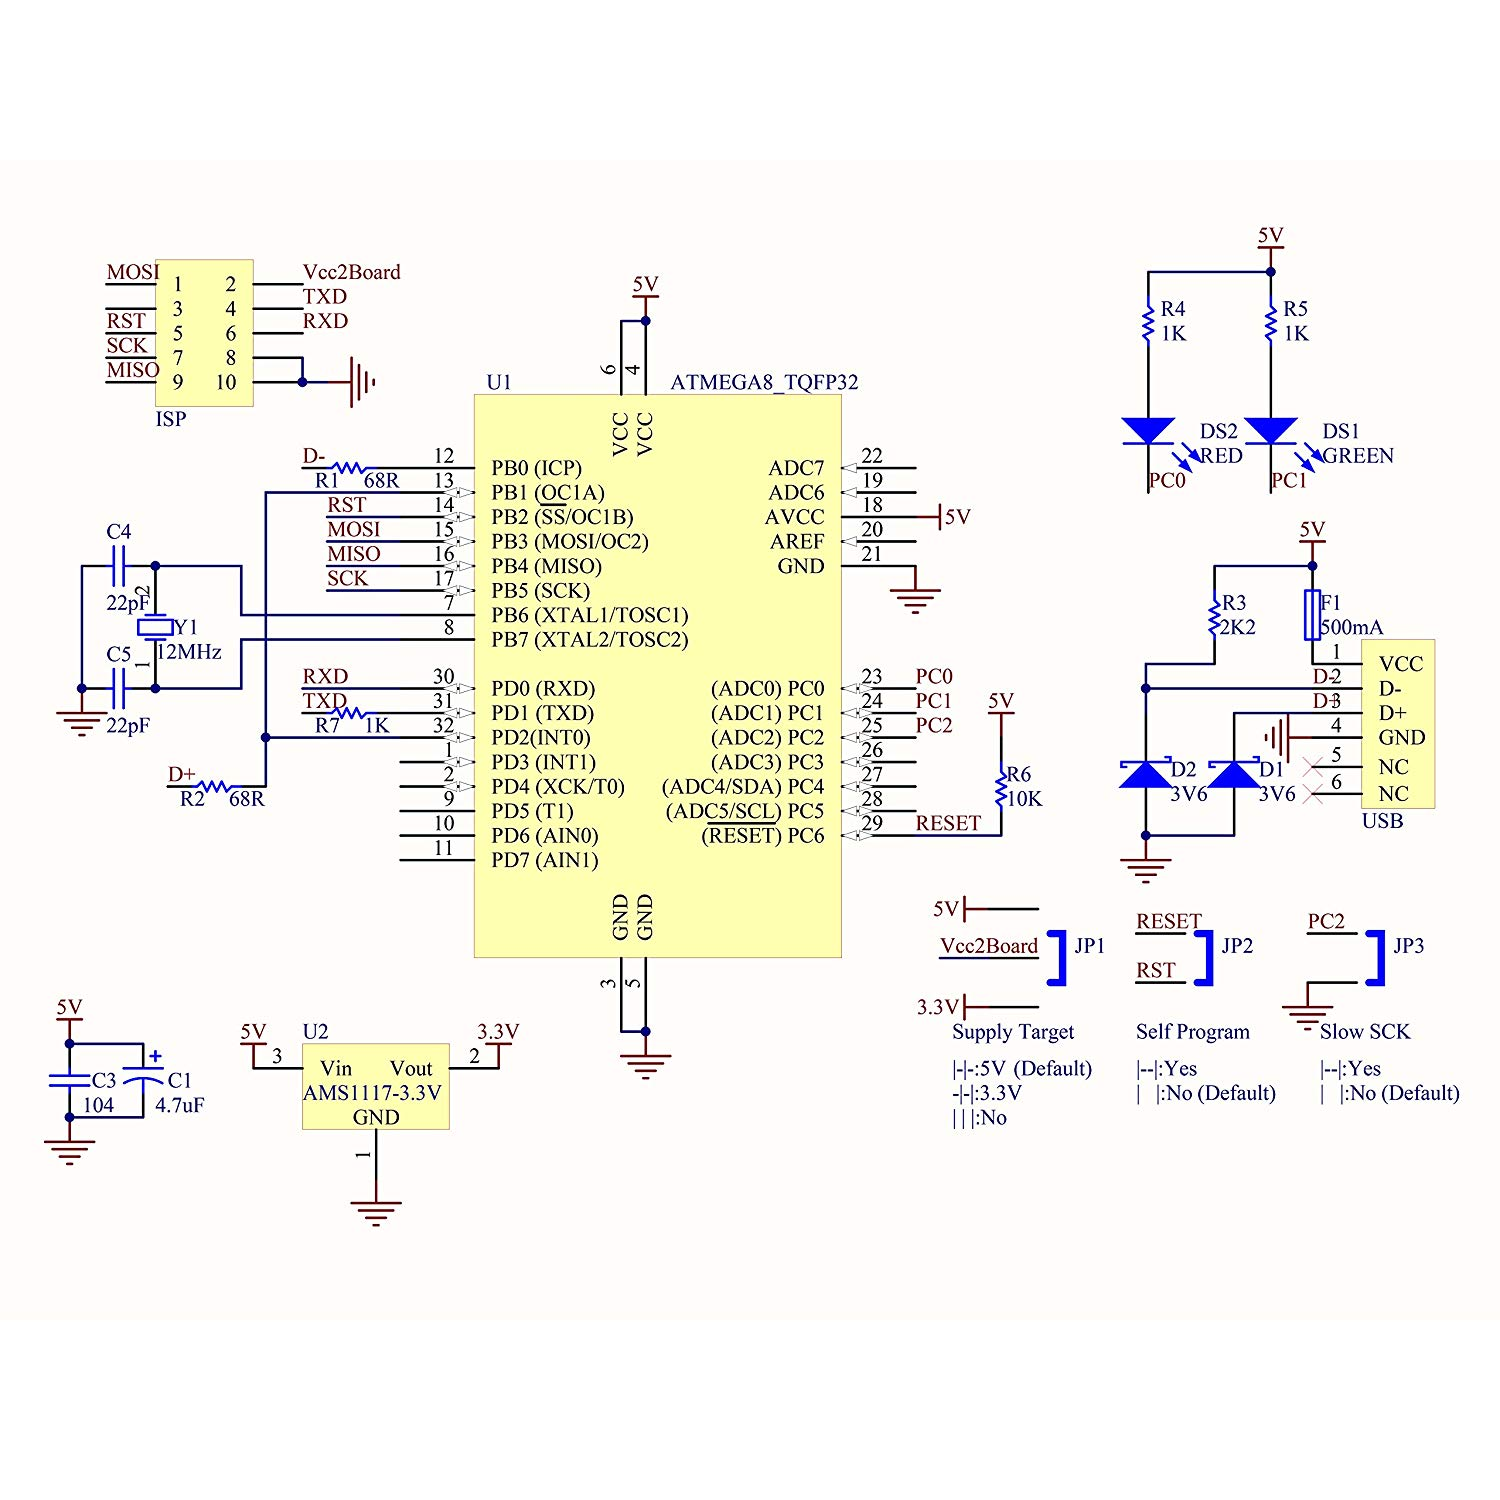 MOSI 1 2 Vcc2Board
3 4 TXD
RST 5 6 RXD
SCK 7 8
MISO 9 10
ISP
5V
6 4
U1 ATMEGA8_TQFP32
VCC VCC
D- R1 68R 12 PB0 (ICP)
13 PB1 (OC1A)
RST 14 PB2 (SS/OC1B)
MOSI 15 PB3 (MOSI/OC2)
MISO 16 PB4 (MISO)
SCK 17 PB5 (SCK)
7 PB6 (XTAL1/TOSC1)
8 PB7 (XTAL2/TOSC2)
RXD 30 PD0 (RXD)
TXD R7 1K 31 PD1 (TXD)
32 PD2(INT0)
1 PD3 (INT1)
2 PD4 (XCK/T0)
9 PD5 (T1)
10 PD6 (AIN0)
11 PD7 (AIN1)
D+
R2 68R
C4
22pF
2
Y1
12MHz
1
C5
22pF
ADC7 22
ADC6 19
AVCC 18 5V
AREF 20
GND 21
(ADC0) PC0 23 PC0
(ADC1) PC1 24 PC1
(ADC2) PC2 25 PC2
(ADC3) PC3 26
(ADC4/SDA) PC4 27
(ADC5/SCL) PC5 28
(RESET) PC6 29 RESET
GND GND
3 5
5V
R6
10K
5V
R4
1K
R5
1K
DS2
RED
PC0
DS1
GREEN
PC1
5V
R3
2K2
F1
500mA
1 VCC
D- 2 D-
D+ 3 D+
4 GND
5 NC
6 NC
USB
D2
3V6
D1
3V6
5V
Vcc2Board
JP1
3.3V
Supply Target
|-|-:5V (Default)
-|-|:3.3V
| | |:No
RESET
JP2
RST
Self Program
|--|:Yes
| |:No (Default)
PC2
JP3
Slow SCK
|--|:Yes
| |:No (Default)
5V
C3
104
+
C1
4.7uF
5V
3
U2
Vin Vout
AMS1117-3.3V
GND
3.3V
2
1